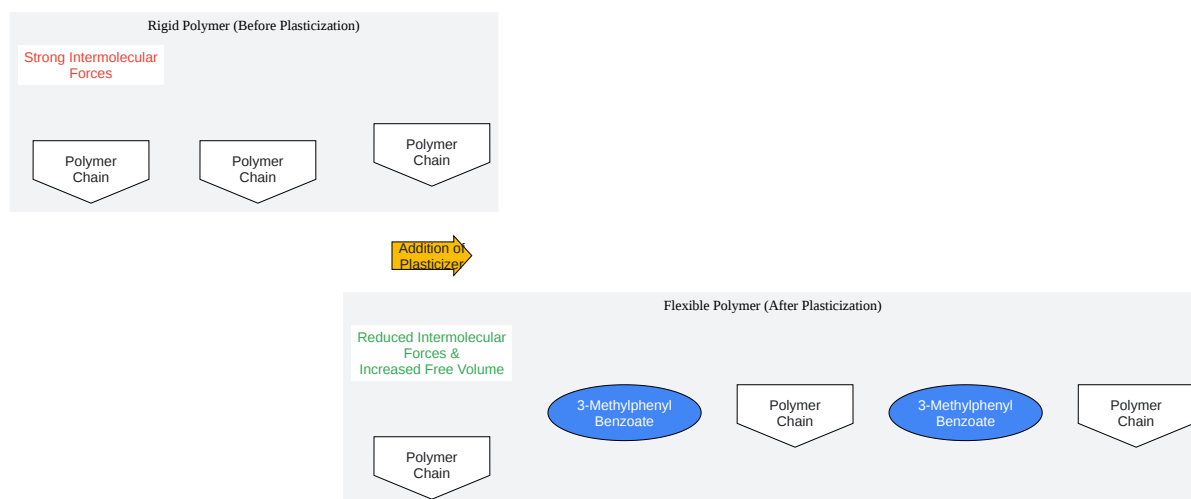 Rigid Polymer (Before Plasticization)
Strong Intermolecular
Forces
Polymer
Chain
Polymer
Chain
Polymer
Chain
Addition of
Plasticizer
Flexible Polymer (After Plasticization)
Reduced Intermolecular
Forces &
Increased Free Volume
3-Methylphenyl
Benzoate
Polymer
Chain
3-Methylphenyl
Benzoate
Polymer
Chain
Polymer
Chain